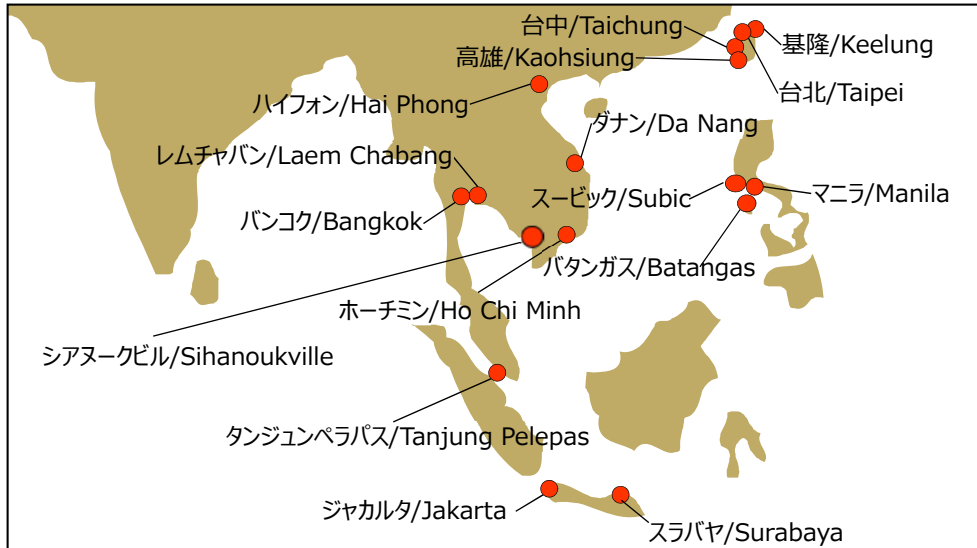 台中/Taichung
基隆/Keelung
高雄/Kaohsiung
台北/Taipei
ハイフォン/Hai Phong
ダナン/Da Nang
レムチャバン/Laem Chabang
スービック/Subic
マニラ/Manila
バンコク/Bangkok
バタンガス/Batangas
ホーチミン/Ho Chi Minh
シアヌークビル/Sihanoukville
タンジュンペラパス/Tanjung Pelepas
ジャカルタ/Jakarta
スラバヤ/Surabaya